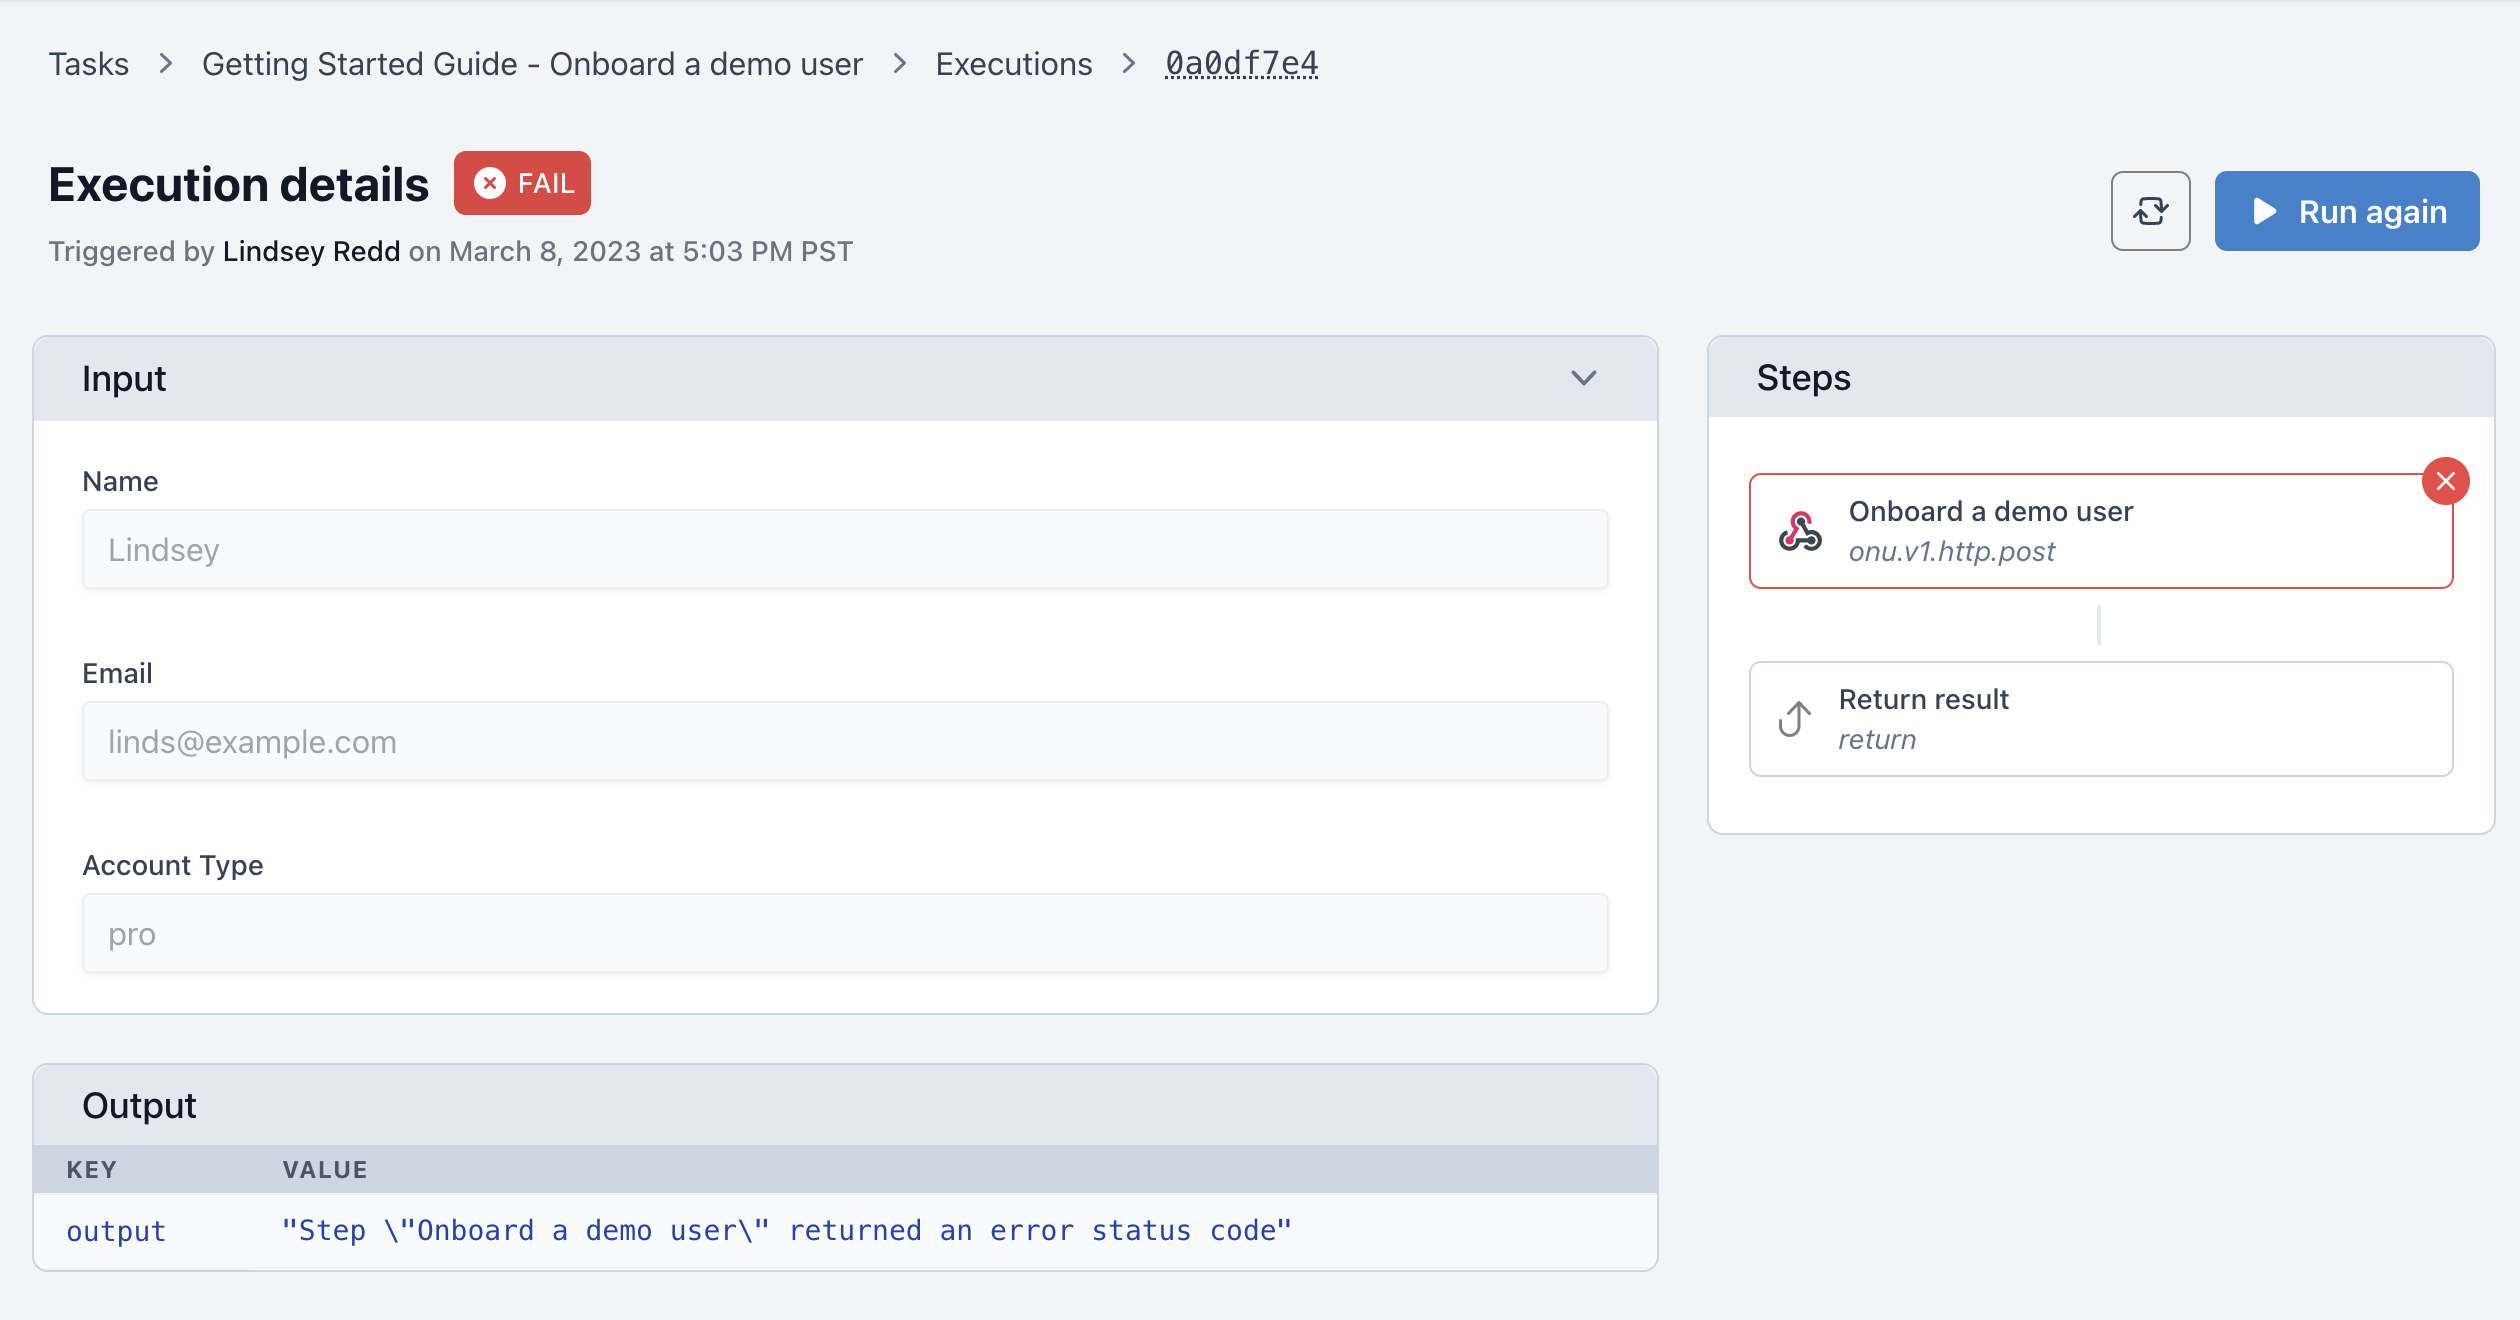 Tasks > Getting Started Guide - Onboard a demo user > Executions > 0a0df7e4
Execution details FAIL
Triggered by Lindsey Redd on March 8, 2023 at 5:03 PM PST
Run again
Input
Name
Lindsey
Email
linds@example.com
Account Type
pro
Output
KEY VALUE
output "Step \"Onboard a demo user\" returned an error status code"
Steps
Onboard a demo user
onu.v1.http.post
Return result
return